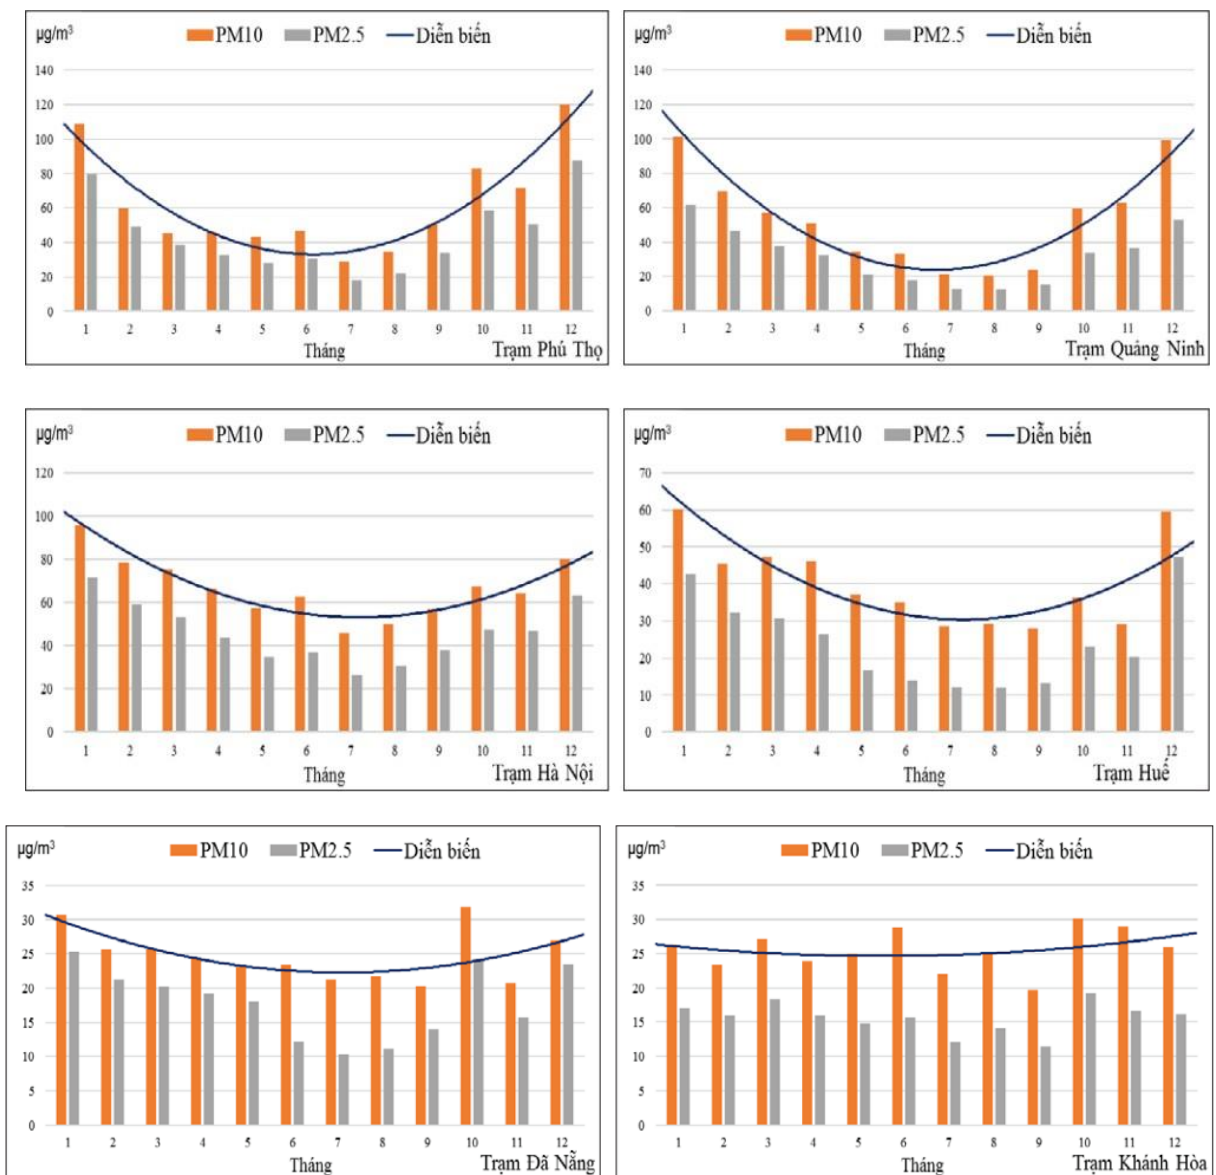 µg/m³ PM10 PM2.5 Diễn biến
140
120
100
80
60
40
20
0
1 2 3 4 5 6 7 8 9 10 11 12
Tháng Trạm Phú Thọ
µg/m³ PM10 PM2.5 Diễn biến
140
120
100
80
60
40
20
0
1 2 3 4 5 6 7 8 9 10 11 12
Tháng Trạm Quảng Ninh
µg/m³ PM10 PM2.5 Diễn biến
120
100
80
60
40
20
0
1 2 3 4 5 6 7 8 9 10 11 12
Tháng Trạm Hà Nội
µg/m³ PM10 PM2.5 Diễn biến
70
60
50
40
30
20
10
0
1 2 3 4 5 6 7 8 9 10 11 12
Tháng Trạm Huế
µg/m³ PM10 PM2.5 Diễn biến
35
30
25
20
15
10
5
0
1 2 3 4 5 6 7 8 9 10 11 12
Tháng Trạm Đã Nẵng
µg/m³ PM10 PM2.5 Diễn biến
35
30
25
20
15
10
5
0
1 2 3 4 5 6 7 8 9 10 11 12
Tháng Trạm Khánh Hòa